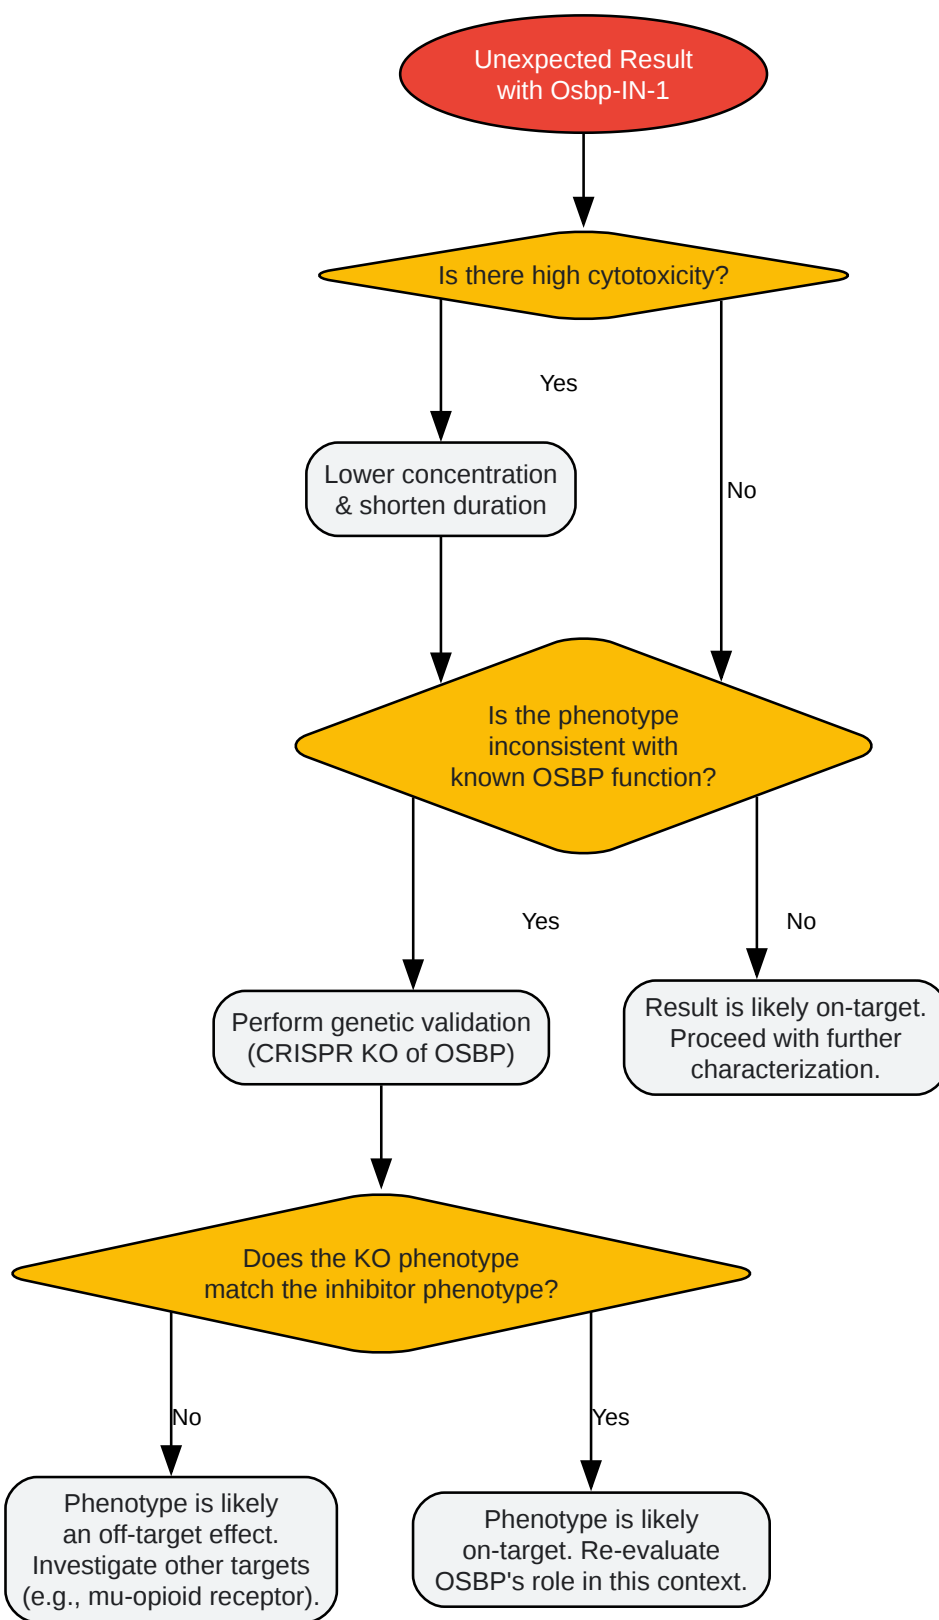 Unexpected Result
with Osbp-IN-1
Is there high cytotoxicity?
Yes
Lower concentration
& shorten duration
No
Is the phenotype
inconsistent with
known OSBP function?
Yes
No
Perform genetic validation
(CRISPR KO of OSBP)
Result is likely on-target.
Proceed with further
characterization.
Does the KO phenotype
match the inhibitor phenotype?
No
Yes
Phenotype is likely
an off-target effect.
Investigate other targets
(e.g., mu-opioid receptor).
Phenotype is likely
on-target. Re-evaluate
OSBP's role in this context.